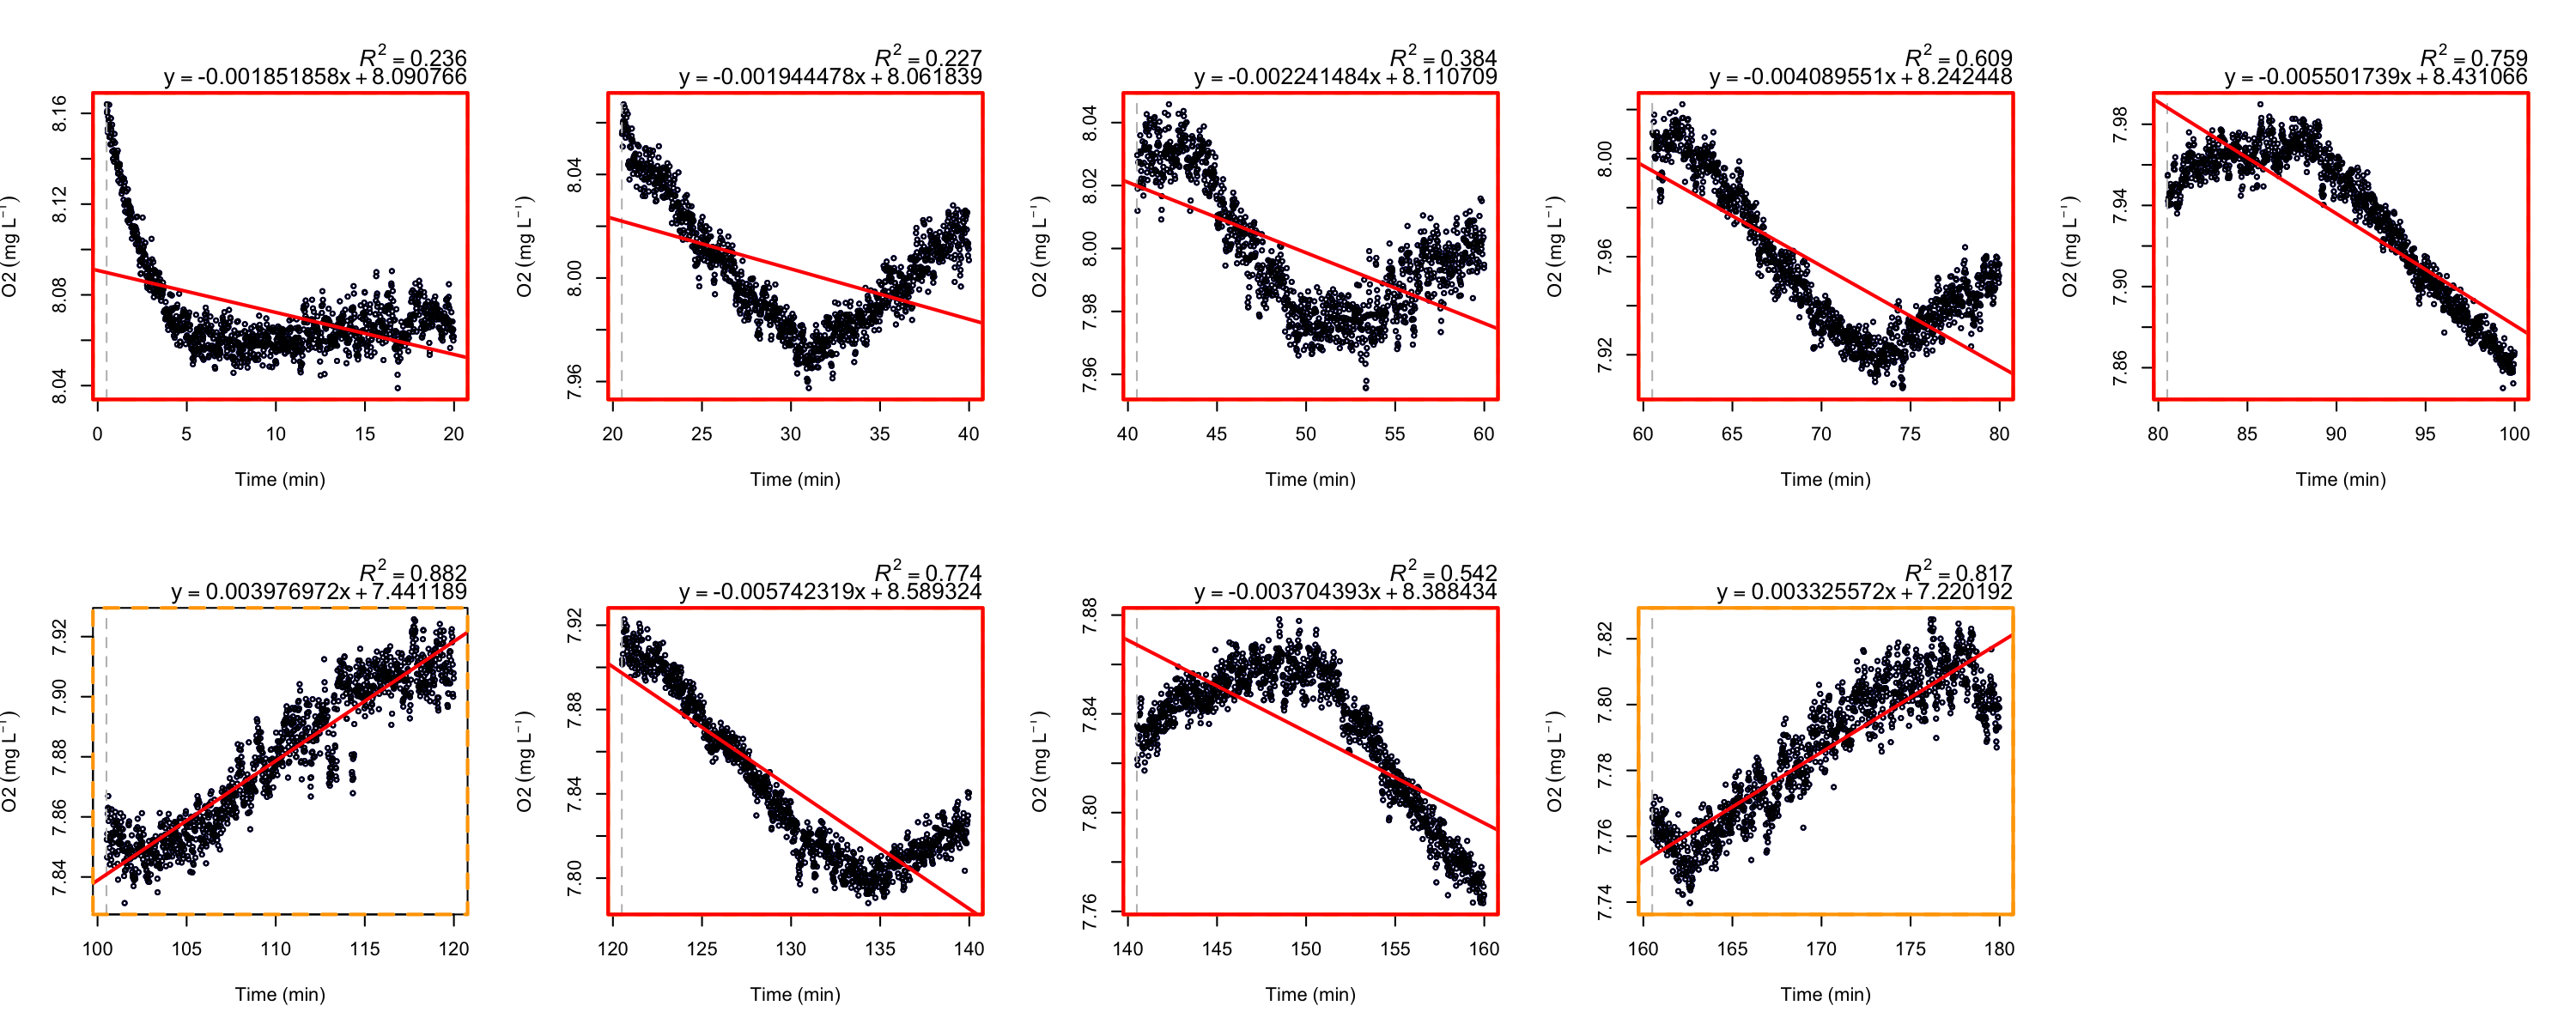 R² = 0.236
y = -0.001851858x + 8.090766
O2 (mg L⁻¹)
8.16
8.12
8.08
8.04
0 5 10 15 20
Time (min)
R² = 0.227
y = -0.001944478x + 8.061839
O2 (mg L⁻¹)
8.04
8.00
7.96
20 25 30 35 40
Time (min)
R² = 0.384
y = -0.002241484x + 8.110709
O2 (mg L⁻¹)
8.04
8.02
8.00
7.98
7.96
40 45 50 55 60
Time (min)
R² = 0.609
y = -0.004089551x + 8.242448
O2 (mg L⁻¹)
8.00
7.96
7.92
60 65 70 75 80
Time (min)
R² = 0.759
y = -0.005501739x + 8.431066
O2 (mg L⁻¹)
7.98
7.94
7.90
7.86
80 85 90 95 100
Time (min)
R² = 0.882
y = 0.003976972x + 7.441189
O2 (mg L⁻¹)
7.92
7.90
7.88
7.86
7.84
100 105 110 115 120
Time (min)
R² = 0.774
y = -0.005742319x + 8.589324
O2 (mg L⁻¹)
7.92
7.88
7.84
7.80
120 125 130 135 140
Time (min)
R² = 0.542
y = -0.003704393x + 8.388434
O2 (mg L⁻¹)
7.88
7.84
7.80
7.76
140 145 150 155 160
Time (min)
R² = 0.817
y = 0.003325572x + 7.220192
O2 (mg L⁻¹)
7.82
7.80
7.78
7.76
7.74
160 165 170 175 180
Time (min)